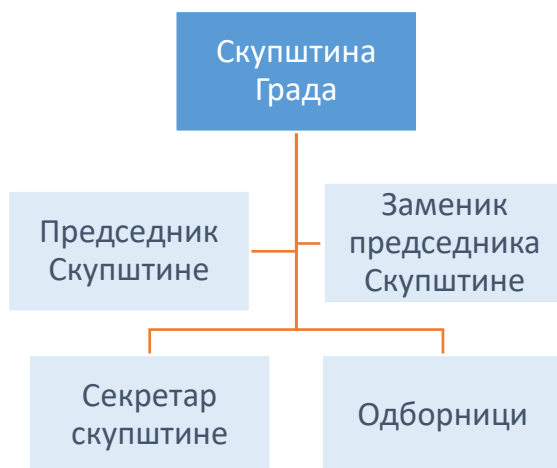 Скупштина
Града
Председник
Скупштине
Заменик
председника
Скупштине
Секретар
скупштине
Одборници